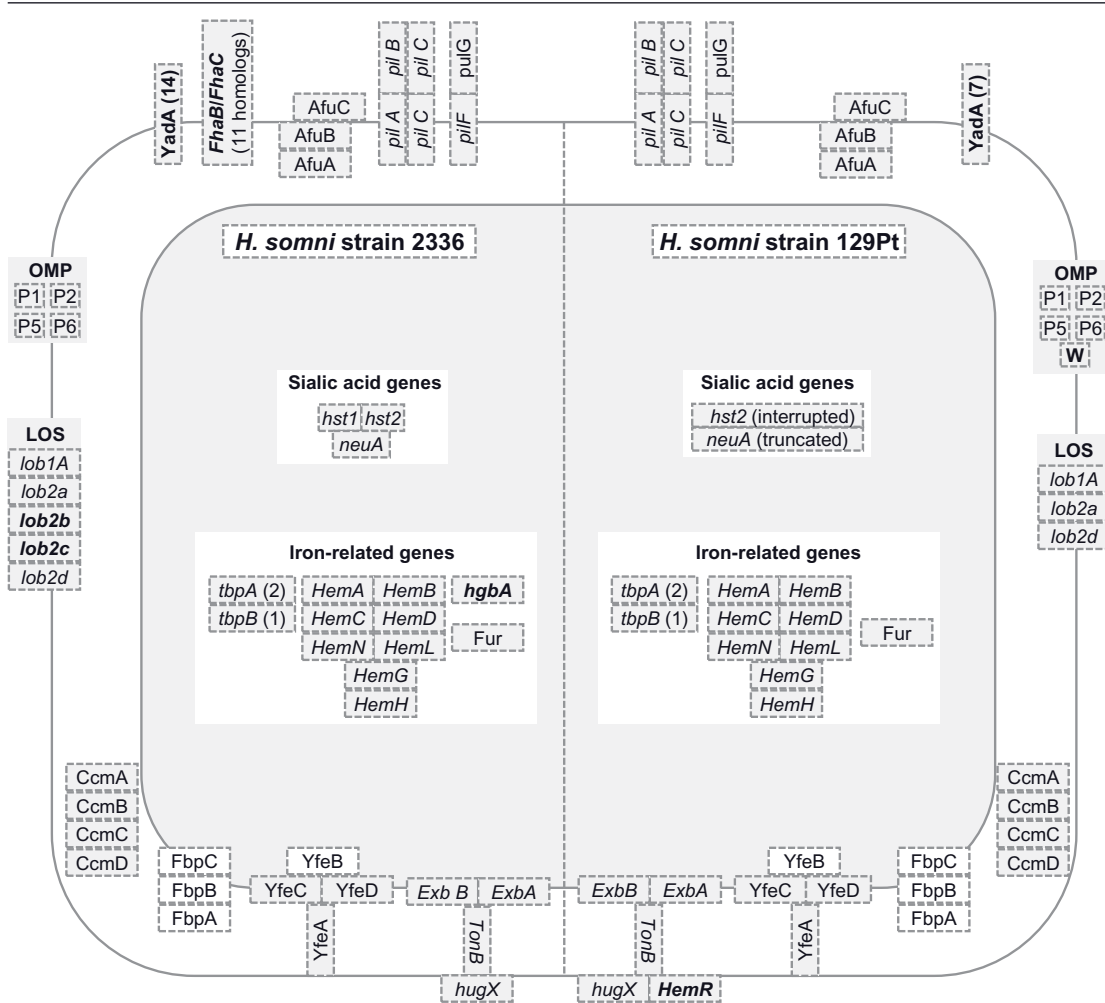 YadA (14)
FhaB/FhaC
(11 homologs)
AfuC
AfuB
AfuA
pil B
pil C
pulG
pil A
pil C
pilF
pil B
pil C
pulG
pil A
pil C
pilF
AfuC
AfuB
AfuA
YadA (7)
H. somni strain 2336
H. somni strain 129Pt
OMP
P1 P2
P5 P6
OMP
P1 P2
P5 P6
W
Sialic acid genes
hst1 hst2
neuA
Sialic acid genes
hst2 (interrupted)
neuA (truncated)
LOS
lob1A
lob2a
lob2b
lob2c
lob2d
LOS
lob1A
lob2a
lob2d
Iron-related genes
tbpA (2) HemA HemB hgbA
tbpB (1) HemC HemD
Fur
HemN HemL
HemG
HemH
Iron-related genes
tbpA (2) HemA HemB
tbpB (1) HemC HemD
Fur
HemN HemL
HemG
HemH
CcmA
CcmB
CcmC
CcmD
CcmA
CcmB
CcmC
CcmD
FbpC
FbpB
FbpA
YfeB
YfeC YfeD
YfeA
Exb B ExbA
TonB
hugX
ExbB ExbA
TonB
hugX HemR
YfeB
YfeC YfeD
YfeA
FbpC
FbpB
FbpA